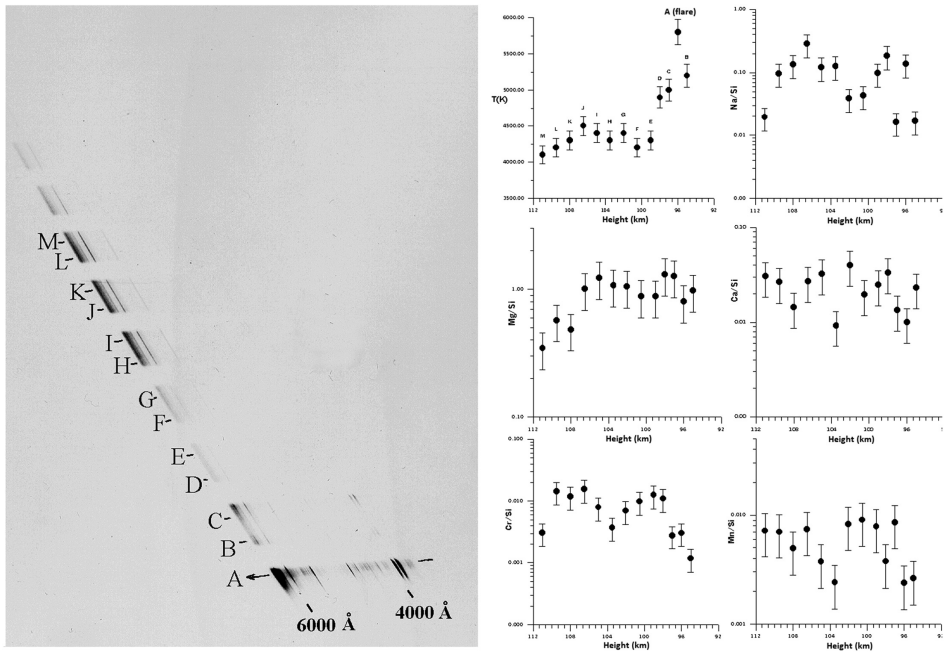 M
L
K
J
I
H
G
F
E
D
C
B
A
6000 Å
4000 Å
A (flare)
6000.00
5500.00
5000.00
4500.00
4000.00
3500.00
T(K)
M L K J I H G F E D C B
112 108 104 100 96 92
Height (km)
1.00
0.10
0.01
0.00
Na/Si
112 108 104 100 96 92
Height (km)
1.00
0.10
Mg/Si
112 108 104 100 96 92
Height (km)
0.30
0.01
0.00
Ca/Si
112 108 104 100 96 92
Height (km)
0.300
0.010
0.001
0.000
Cr/Si
112 108 104 100 96 92
Height (km)
0.010
0.001
Mn/Si
112 108 104 100 96 92
Height (km)